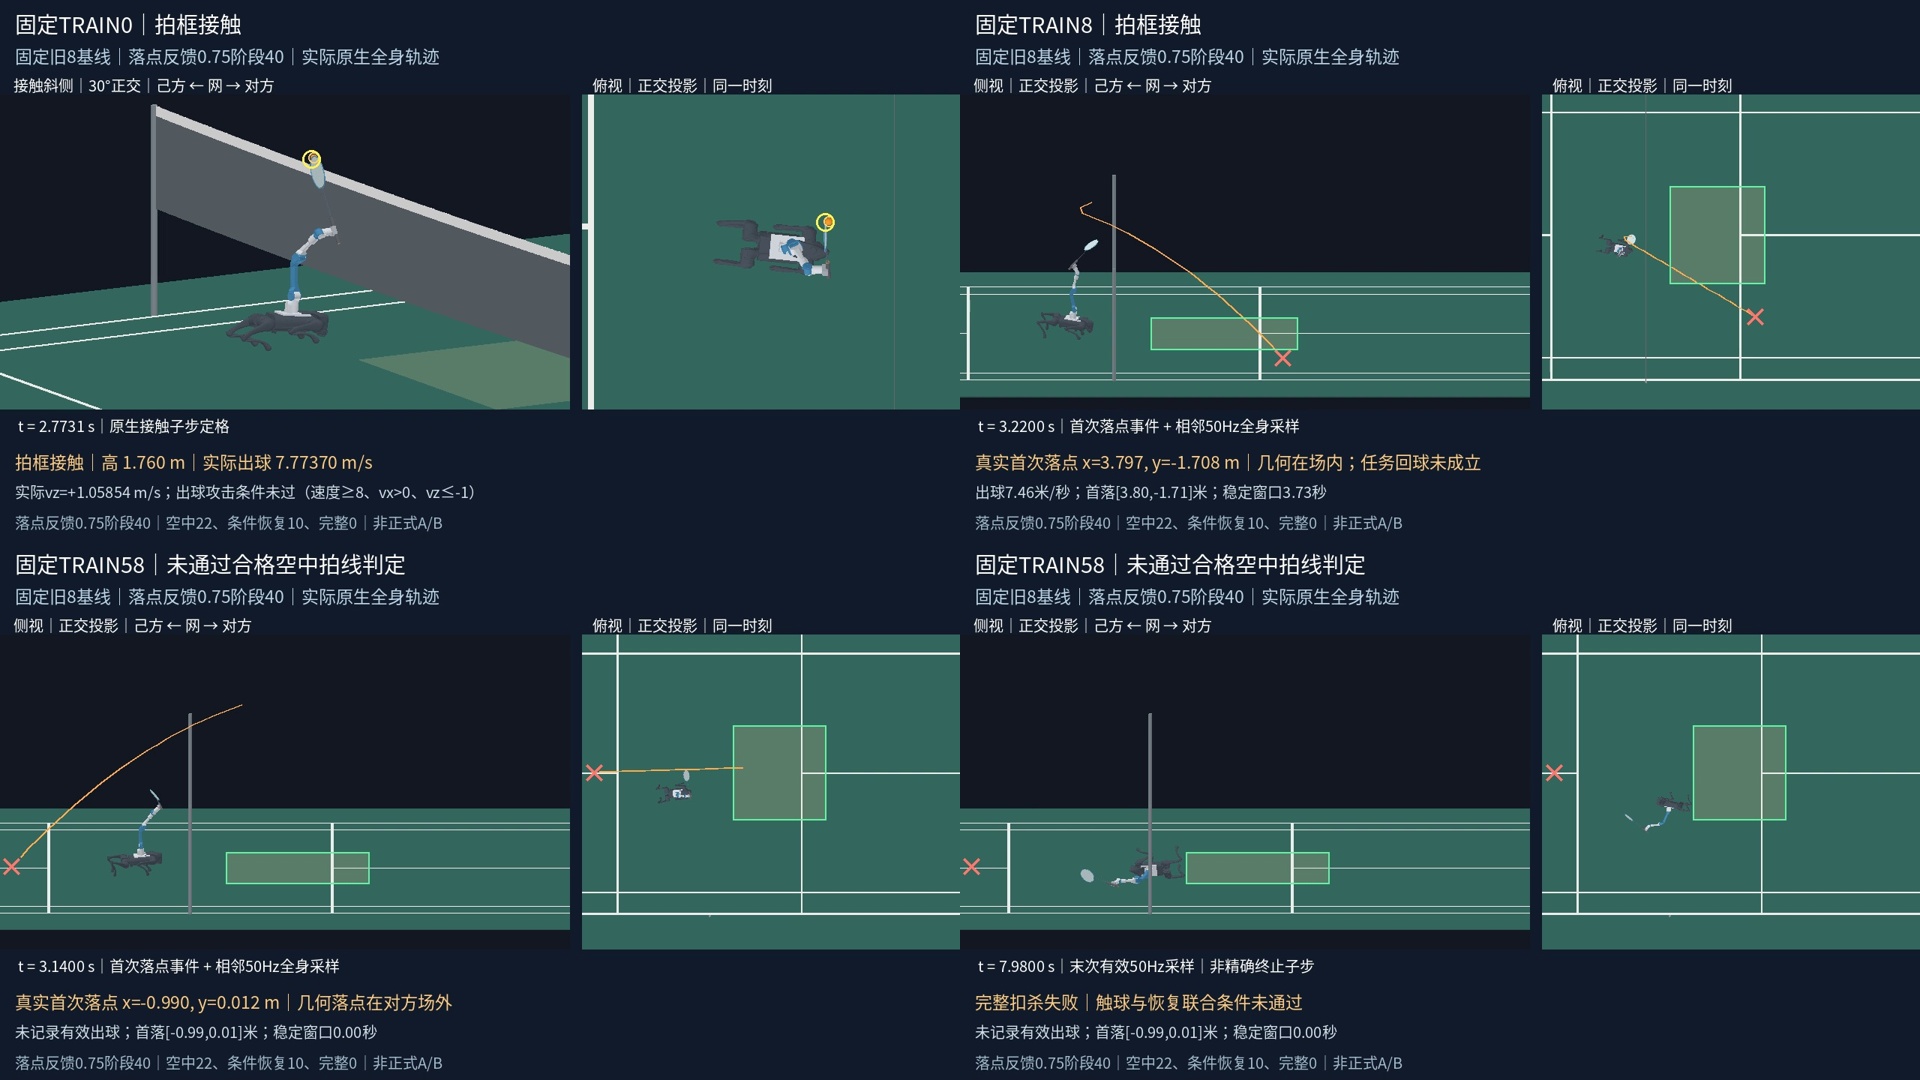 固定TRAIN0｜拍框接触
固定旧8基线｜落点反馈0.75阶段40｜实际原生全身轨迹
接触斜侧｜30°正交｜己方 ← 网 → 对方
俯视｜正交投影｜同一时刻
t = 2.7731 s｜原生接触子步定格
拍框接触｜高 1.760 m｜实际出球 7.77370 m/s
实际vz=+1.05854 m/s；出球攻击条件未过（速度≥8、vx>0、vz≤-1）
落点反馈0.75阶段40｜空中22、条件恢复10、完整0｜非正式A/B
固定TRAIN8｜拍框接触
固定旧8基线｜落点反馈0.75阶段40｜实际原生全身轨迹
侧视｜正交投影｜己方 ← 网 → 对方
俯视｜正交投影｜同一时刻
t = 3.2200 s｜首次落点事件 + 相邻50Hz全身采样
真实首次落点 x=3.797, y=-1.708 m｜几何在场内；任务回球未成立
出球7.46米/秒；首落[3.80,-1.71]米；稳定窗口3.73秒
落点反馈0.75阶段40｜空中22、条件恢复10、完整0｜非正式A/B
固定TRAIN58｜未通过合格空中拍线判定
固定旧8基线｜落点反馈0.75阶段40｜实际原生全身轨迹
侧视｜正交投影｜己方 ← 网 → 对方
俯视｜正交投影｜同一时刻
t = 3.1400 s｜首次落点事件 + 相邻50Hz全身采样
真实首次落点 x=-0.990, y=0.012 m｜几何落点在对方场外
未记录有效出球；首落[-0.99,0.01]米；稳定窗口0.00秒
落点反馈0.75阶段40｜空中22、条件恢复10、完整0｜非正式A/B
固定TRAIN58｜未通过合格空中拍线判定
固定旧8基线｜落点反馈0.75阶段40｜实际原生全身轨迹
侧视｜正交投影｜己方 ← 网 → 对方
俯视｜正交投影｜同一时刻
t = 7.9800 s｜末次有效50Hz采样｜非精确终止子步
完整扣杀失败｜触球与恢复联合条件未通过
未记录有效出球；首落[-0.99,0.01]米；稳定窗口0.00秒
落点反馈0.75阶段40｜空中22、条件恢复10、完整0｜非正式A/B